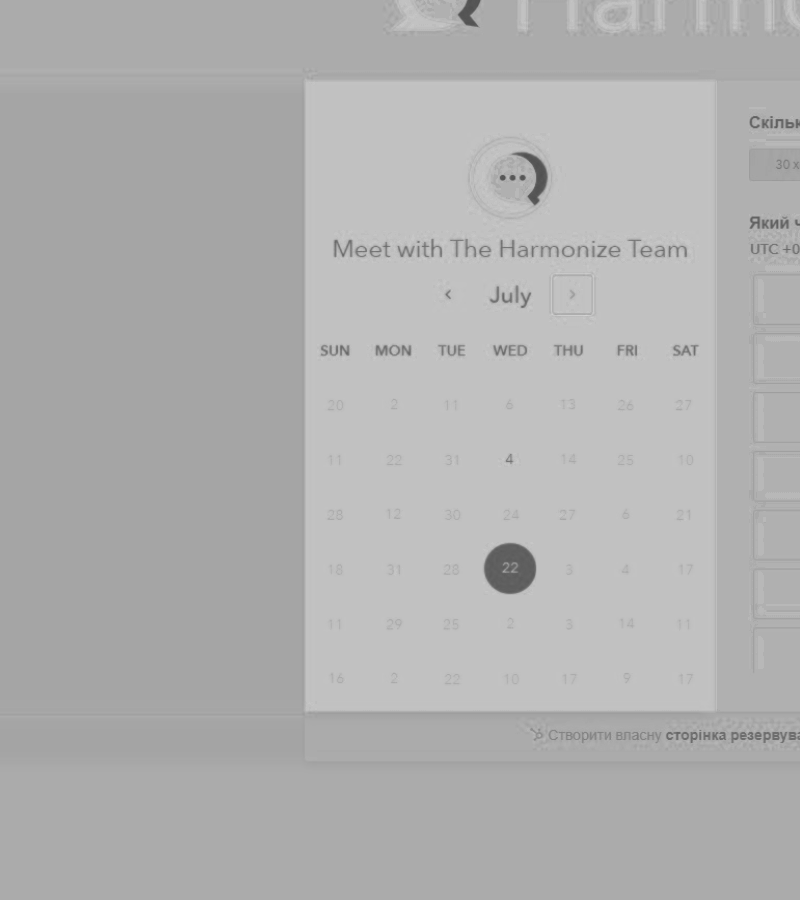 Harmo
Meet with The Harmonize Team
July
SUN MON TUE WED THU FRI SAT
20 2 11 6 13 26 27
11 22 31 4 14 25 10
28 12 30 24 27 6 21
18 31 28 22 3 4 17
11 29 25 2 3 14 11
16 2 22 10 17 9 17
Скільк
30 х
Який ч
UTC +0
Створити власну сторінка резервува